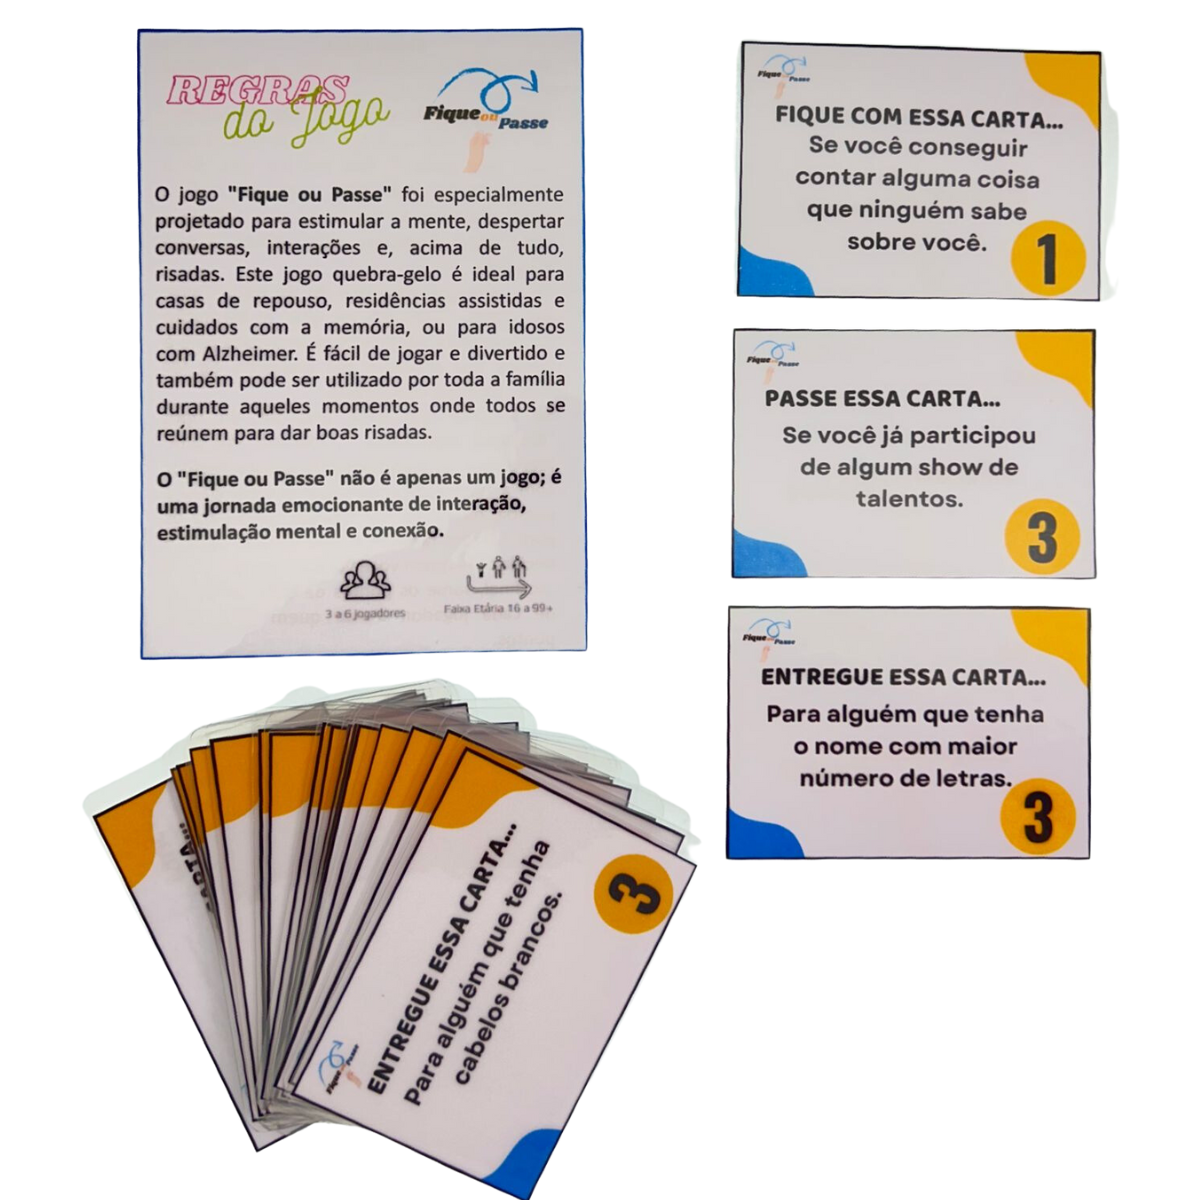 REGRAS
do Jogo
Fique ou
Passe
O jogo "Fique ou Passe" foi especialmente
projetado para estimular a mente, despertar
conversas, interações e, acima de tudo,
risadas. Este jogo quebra-gelo é ideal para
casas de repouso, residências assistidas e
cuidados com a memória, ou para idosos
com Alzheimer. É fácil de jogar e divertido e
também pode ser utilizado por toda a família
durante aqueles momentos onde todos se
reúnem para dar boas risadas.
O "Fique ou Passe" não é apenas um jogo; é
uma jornada emocionante de interação,
estimulação mental e conexão.
3 a 6 jogadores
Faixa Etária 16 a 99+
Fique ou
Passe
FIQUE COM ESSA CARTA...
Se você conseguir
contar alguma coisa
que ninguém sabe
sobre você.
1
Fique ou
Passe
PASSE ESSA CARTA...
Se você já participou
de algum show de
talentos.
3
Fique ou
Passe
ENTREGUE ESSA CARTA...
Para alguém que tenha
o nome com maior
número de letras.
3
Fique ou
Passe
ENTREGUE ESSA CARTA...
Para alguém que tenha
cabelos brancos.
3